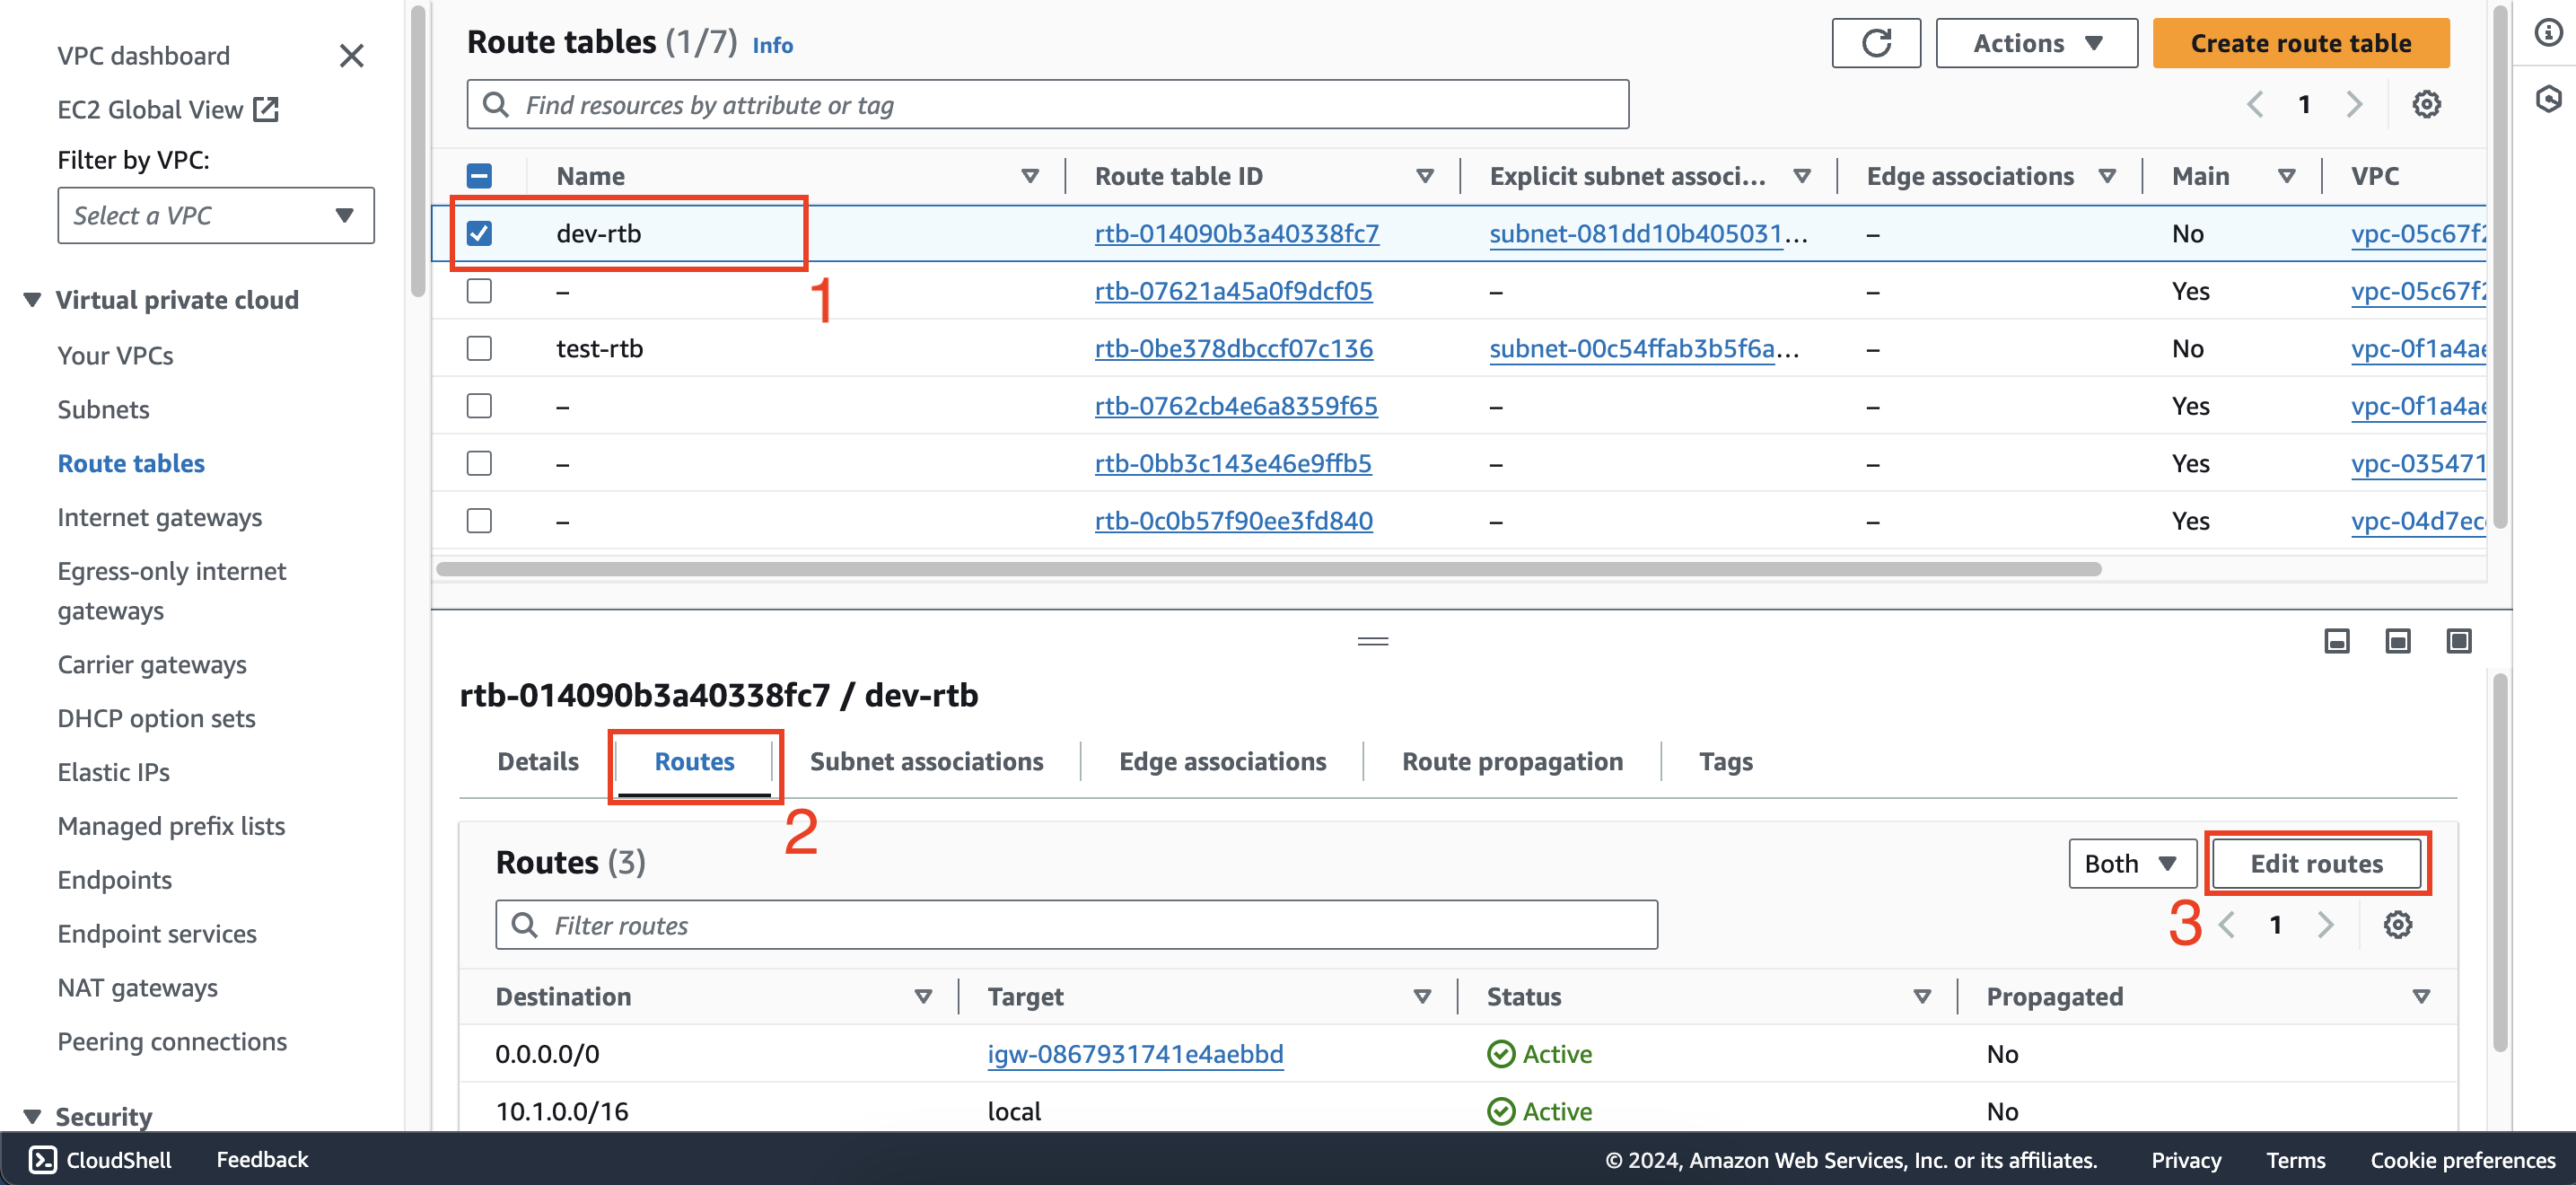 VPC dashboard
EC2 Global View
Filter by VPC:
Select a VPC
Virtual private cloud
Your VPCs
Subnets
Route tables
Internet gateways
Egress-only internet
gateways
Carrier gateways
DHCP option sets
Elastic IPs
Managed prefix lists
Endpoints
Endpoint services
NAT gateways
Peering connections
Security
Route tables (1/7) Info
Actions
Create route table
Find resources by attribute or tag
1
Name Route table ID Explicit subnet associ... Edge associations Main VPC
dev-rtb rtb-014090b3a40338fc7 subnet-081dd10b405031... – No vpc-05c67f2
1
– rtb-07621a45a0f9dcf05 – – Yes vpc-05c67f2
test-rtb rtb-0be378dbccf07c136 subnet-00c54ffab3b5f6a... – No vpc-0f1a4ae
– rtb-0762cb4e6a8359f65 – – Yes vpc-0f1a4ae
– rtb-0bb3c143e46e9ffb5 – – Yes vpc-035471
– rtb-0c0b57f90ee3fd840 – – Yes vpc-04d7ec
rtb-014090b3a40338fc7 / dev-rtb
Details Routes Subnet associations Edge associations Route propagation Tags
2
Routes (3)
Both
Edit routes
3
Filter routes
1
Destination Target Status Propagated
0.0.0.0/0 igw-0867931741e4aebbd Active No
10.1.0.0/16 local Active No
CloudShell Feedback © 2024, Amazon Web Services, Inc. or its affiliates. Privacy Terms Cookie preferences